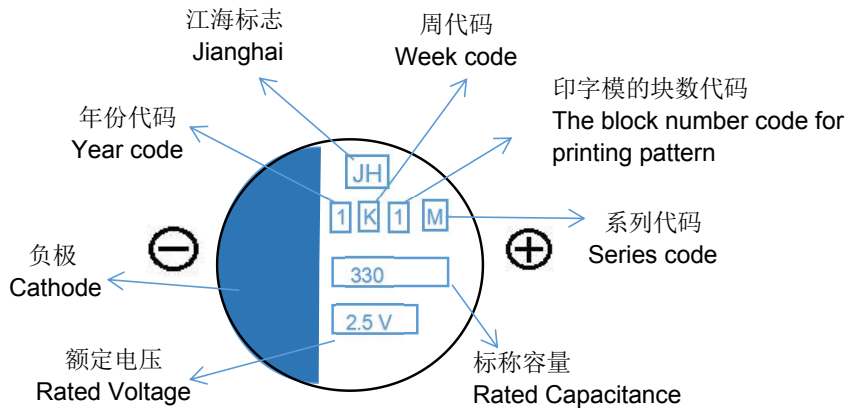 江海标志
Jianghai
周代码
Week code
印字模的块数代码
The block number code for
printing pattern
年份代码
Year code
JH
1 K 1 M
系列代码
Series code
负极
Cathode
330
2.5 V
额定电压
Rated Voltage
标称容量
Rated Capacitance